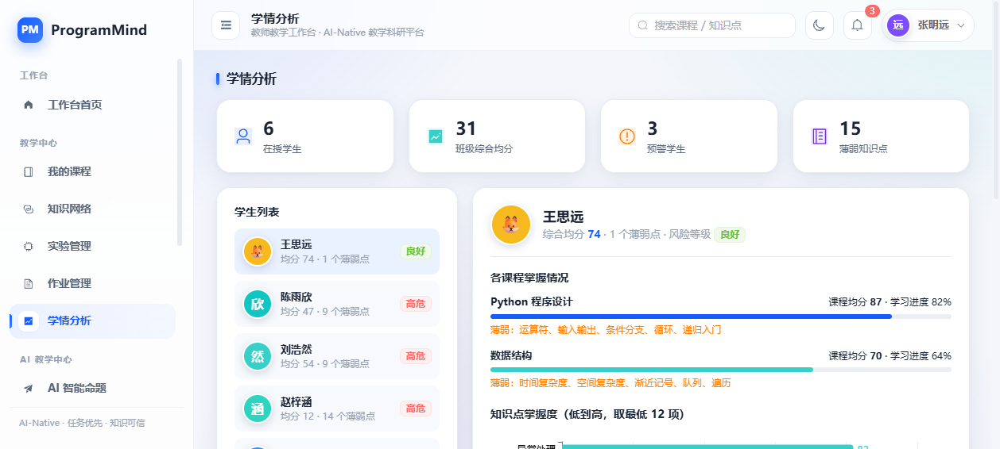 PM ProgramMind
工作台
工作台首页
教学中心
我的课程
知识网络
实验管理
作业管理
学情分析
AI 教学中心
AI 智能命题
AI-Native · 任务优先 · 知识可信
学情分析
教师教学工作台 · AI-Native 教学科研平台
搜索课程 / 知识点
3
远 张明远
学情分析
6
在授学生
31
班级综合均分
3
预警学生
15
薄弱知识点
学生列表
王思远
均分 74 · 1 个薄弱点
良好
欣
陈雨欣
均分 47 · 9 个薄弱点
高危
然
刘浩然
均分 54 · 9 个薄弱点
高危
涵
赵梓涵
均分 12 · 14 个薄弱点
高危
王思远
综合均分 74 · 1 个薄弱点 · 风险等级 良好
各课程掌握情况
Python 程序设计 课程均分 87 · 学习进度 82%
薄弱：运算符、输入输出、条件分支、循环、递归入门
数据结构 课程均分 70 · 学习进度 64%
薄弱：时间复杂度、空间复杂度、渐近记号、队列、遍历
知识点掌握度（低到高，取最低 12 项）
异常处理